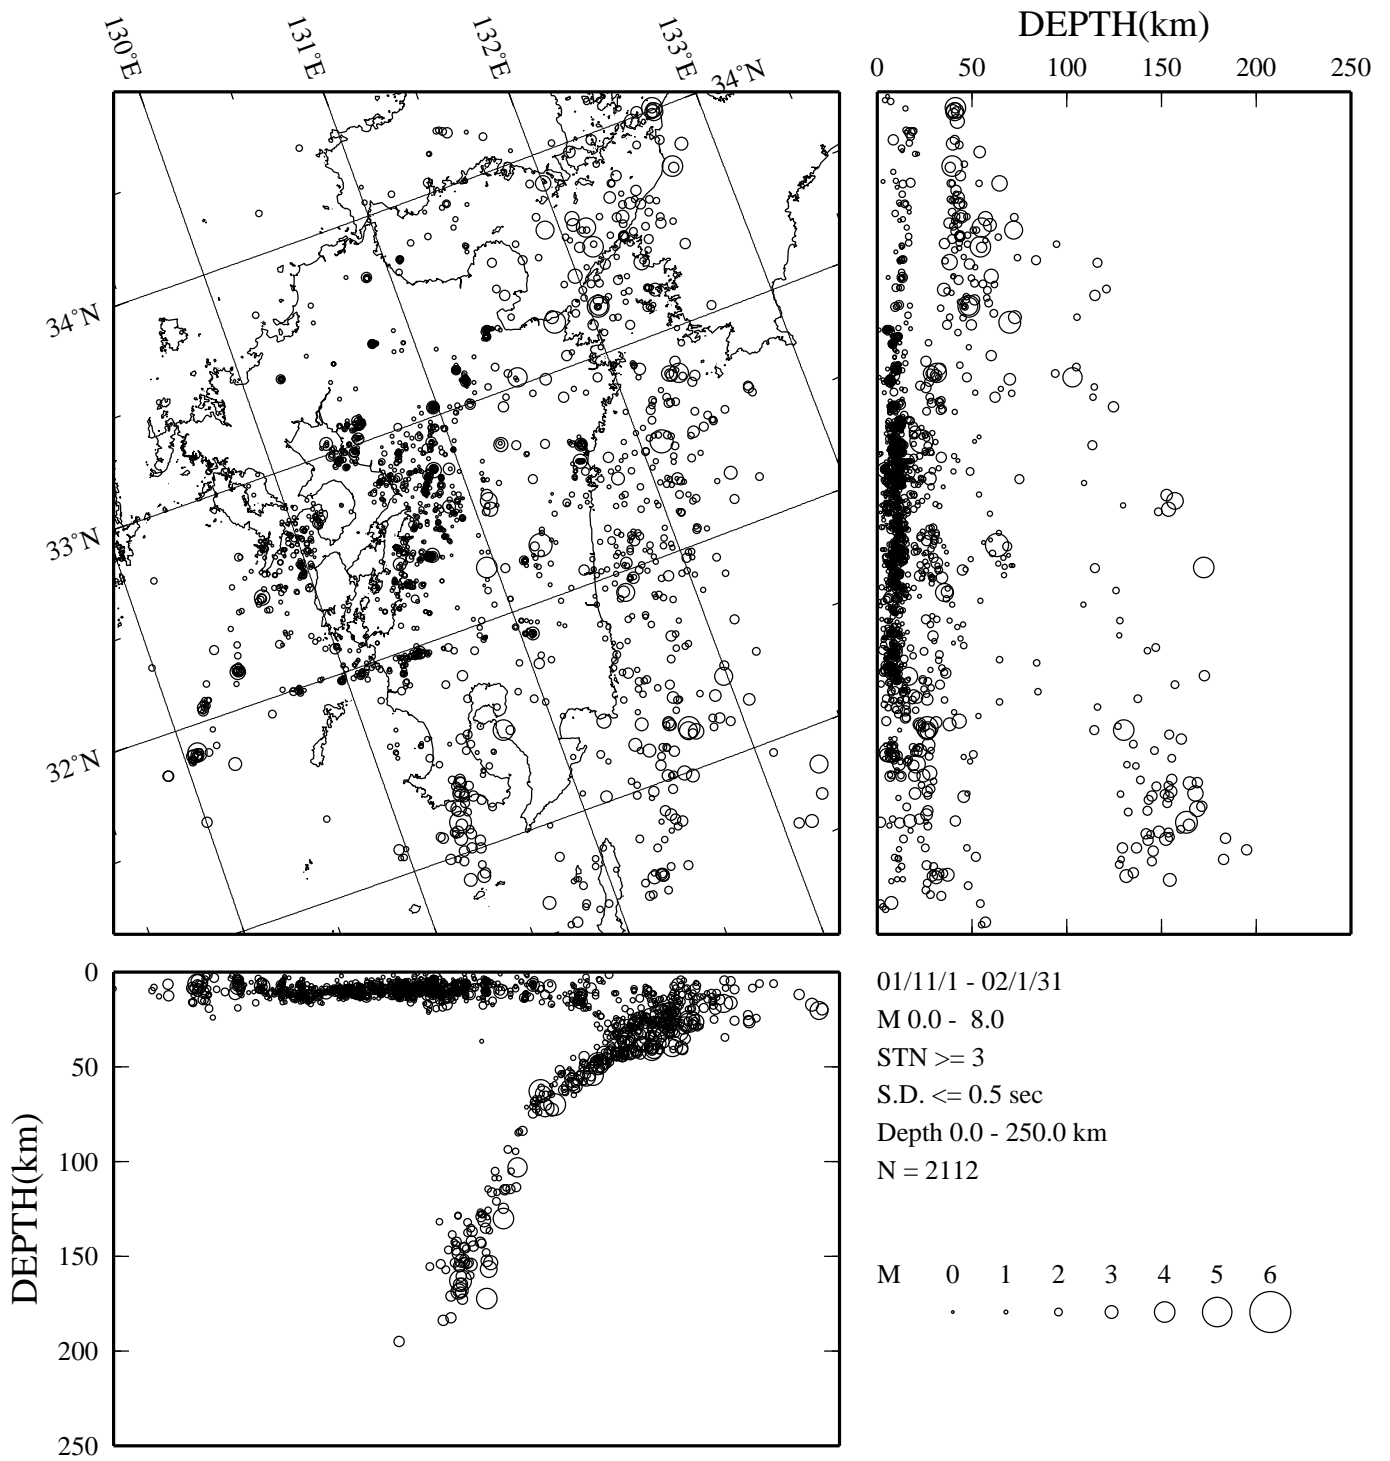 130°E
131°E
132°E
133°E
34°N
34°N
33°N
32°N
DEPTH(km)
0 50 100 150 200 250
0
50
100
150
200
250
DEPTH(km)
01/11/1 - 02/1/31
M 0.0 - 8.0
STN >= 3
S.D. <= 0.5 sec
Depth 0.0 - 250.0 km
N = 2112
M 0 1 2 3 4 5 6